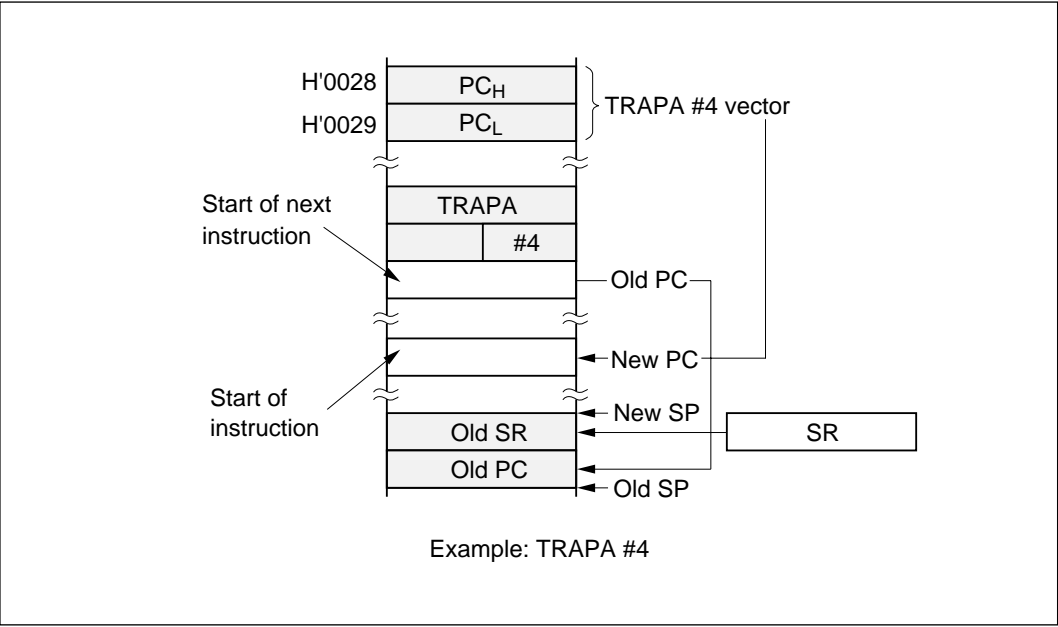 H'0028
PCH
H'0029
PCL
TRAPA #4 vector
Start of next
instruction
TRAPA
#4
Old PC
New PC
Start of
instruction
New SP
Old SR
SR
Old PC
Old SP
Example: TRAPA #4